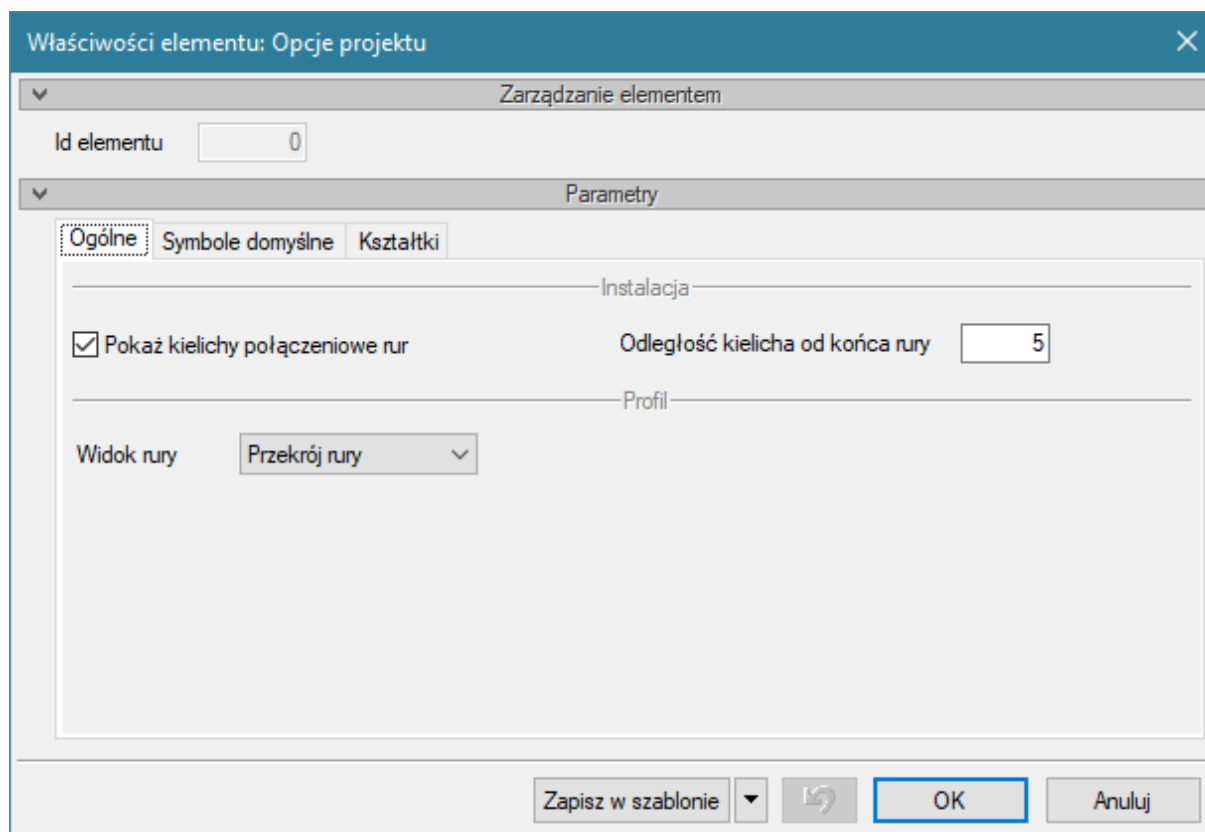 Właściwości elementu: Opcje projektu
Zarządzanie elementem
Id elementu 0
Parametry
Ogólne Symbole domyślne Kształtki
Instalacja
Pokaż kielichy połączeniowe rur Odległość kielicha od końca rury 5
Profil
Widok rury Przekrój rury
Zapisz w szablonie OK Anuluj